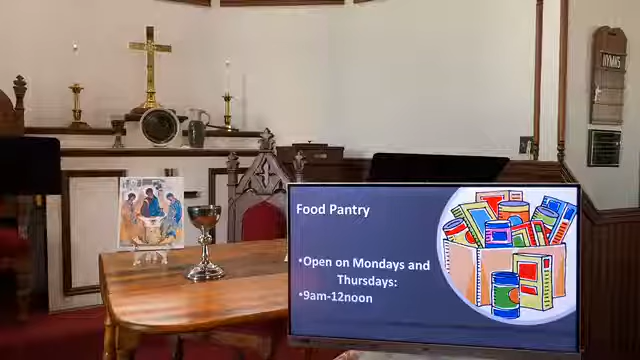 HYMNS
Food Pantry
•Open on Mondays and
Thursdays:
•9am-12noon